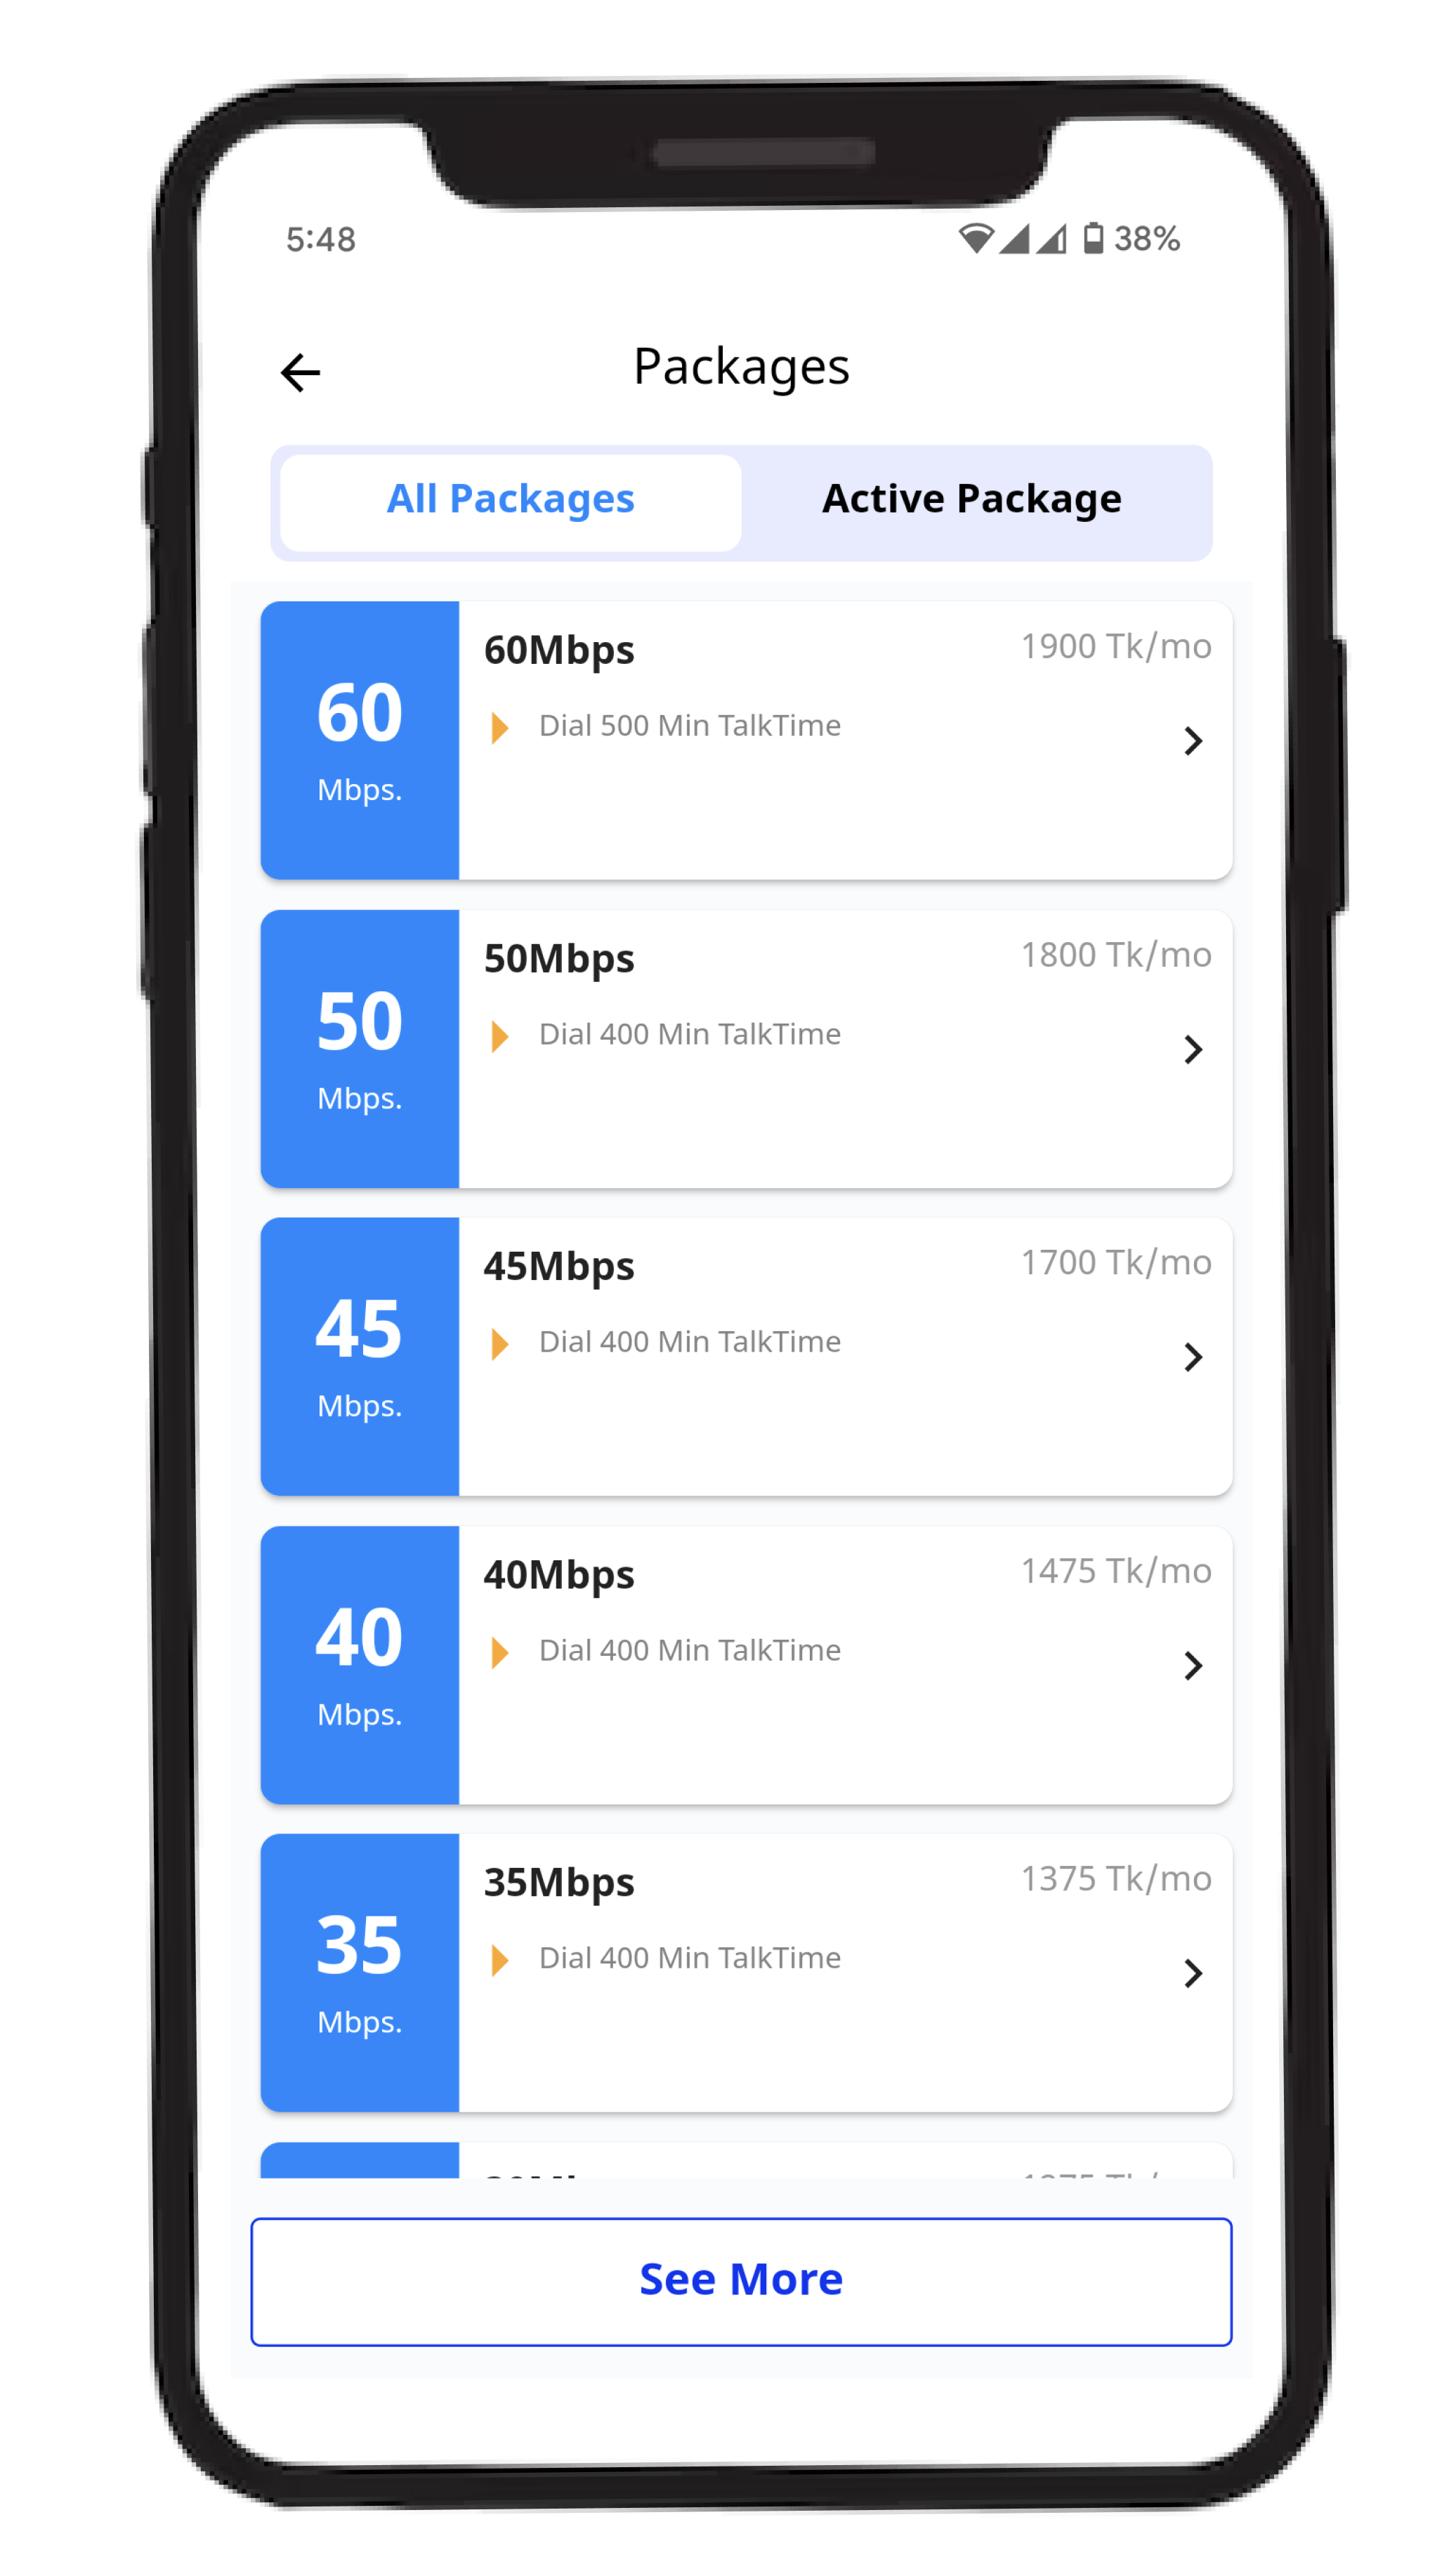 5:48
38%
Packages
All Packages
Active Package
60
Mbps.
60Mbps
1900 Tk/mo
Dial 500 Min TalkTime
50
Mbps.
50Mbps
1800 Tk/mo
Dial 400 Min TalkTime
45
Mbps.
45Mbps
1700 Tk/mo
Dial 400 Min TalkTime
40
Mbps.
40Mbps
1475 Tk/mo
Dial 400 Min TalkTime
35
Mbps.
35Mbps
1375 Tk/mo
Dial 400 Min TalkTime
See More